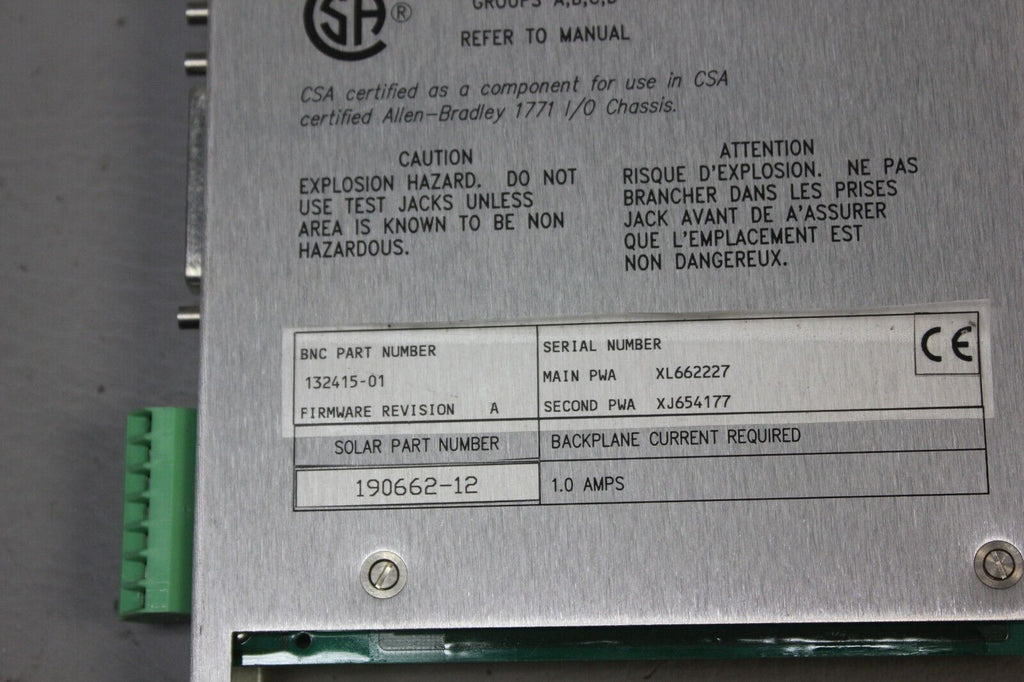 GROUPS A,B,C,D
REFER TO MANUAL
CSA ®
CSA certified as a component for use in CSA
certified Allen-Bradley 1771 I/O Chassis.
CAUTION
EXPLOSION HAZARD. DO NOT
USE TEST JACKS UNLESS
AREA IS KNOWN TO BE NON
HAZARDOUS.
ATTENTION
RISQUE D'EXPLOSION. NE PAS
BRANCHER DANS LES PRISES
JACK AVANT DE A'ASSURER
QUE L'EMPLACEMENT EST
NON DANGEREUX.
BNC PART NUMBER
132415-01
FIRMWARE REVISION A
SERIAL NUMBER
MAIN PWA XL662227
SECOND PWA XJ654177
CE
SOLAR PART NUMBER
190662-12
BACKPLANE CURRENT REQUIRED
1.0 AMPS